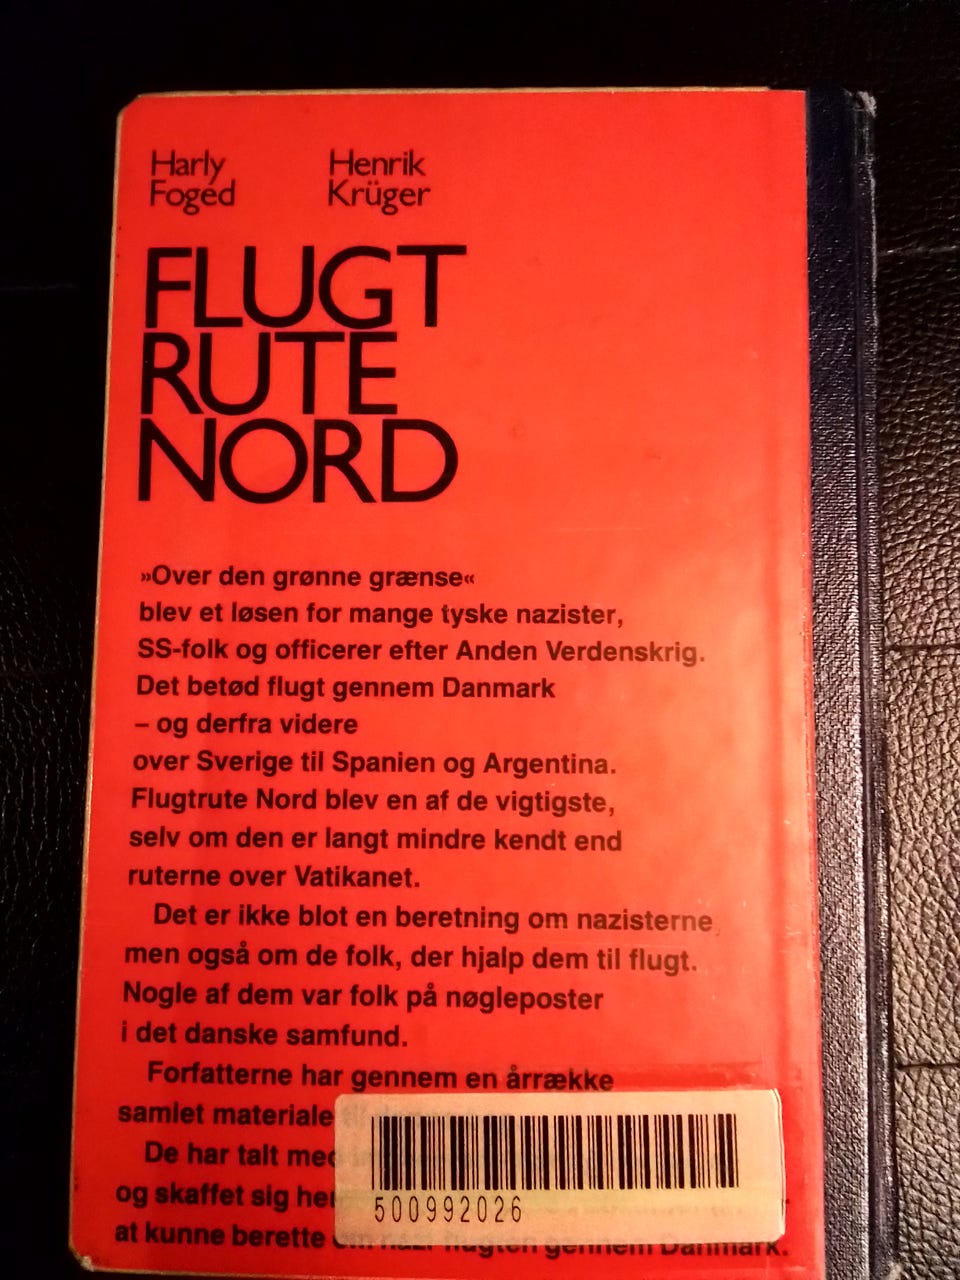 Harly Foged
Henrik Krüger
FLUGT
RUTE
NORD
»Over den grønne grænse«
blev et løsen for mange tyske nazister,
SS-folk og officerer efter Anden Verdenskrig.
Det betød flugt gennem Danmark
– og derfra videre
over Sverige til Spanien og Argentina.
Flugtrute Nord blev en af de vigtigste,
selv om den er langt mindre kendt end
ruterne over Vatikanet.
Det er ikke blot en beretning om nazisterne
men også om de folk, der hjalp dem til flugt.
Nogle af dem var folk på nøgleposter
i det danske samfund.
Forfatterne har gennem en årrække
samlet materiale
De har talt med
og skaffet sig
at kunne berette om nazi-flugten gennem Danmark.
500992026